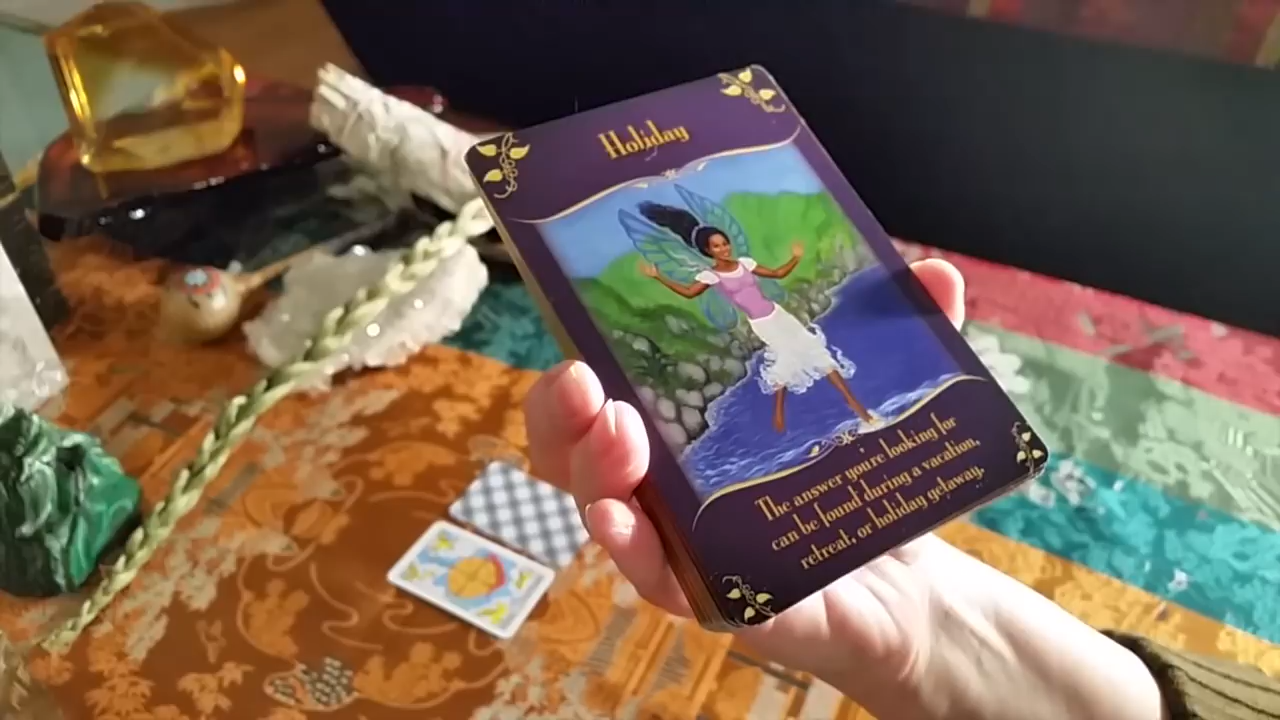 Holiday
The answer you're looking for
can be found during a vacation,
retreat, or holiday getaway.